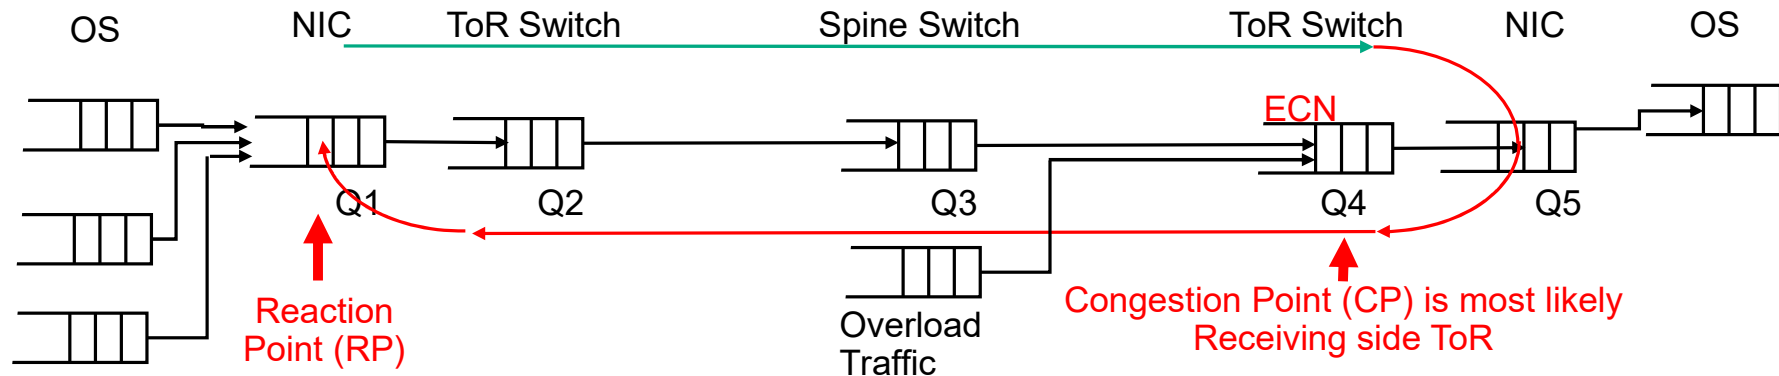 OS
NIC
ToR Switch
Spine Switch
ToR Switch
NIC
OS
ECN
Q1
Q2
Q3
Q4
Q5
Reaction
Point (RP)
Overload
Traffic
Congestion Point (CP) is most likely
Receiving side ToR